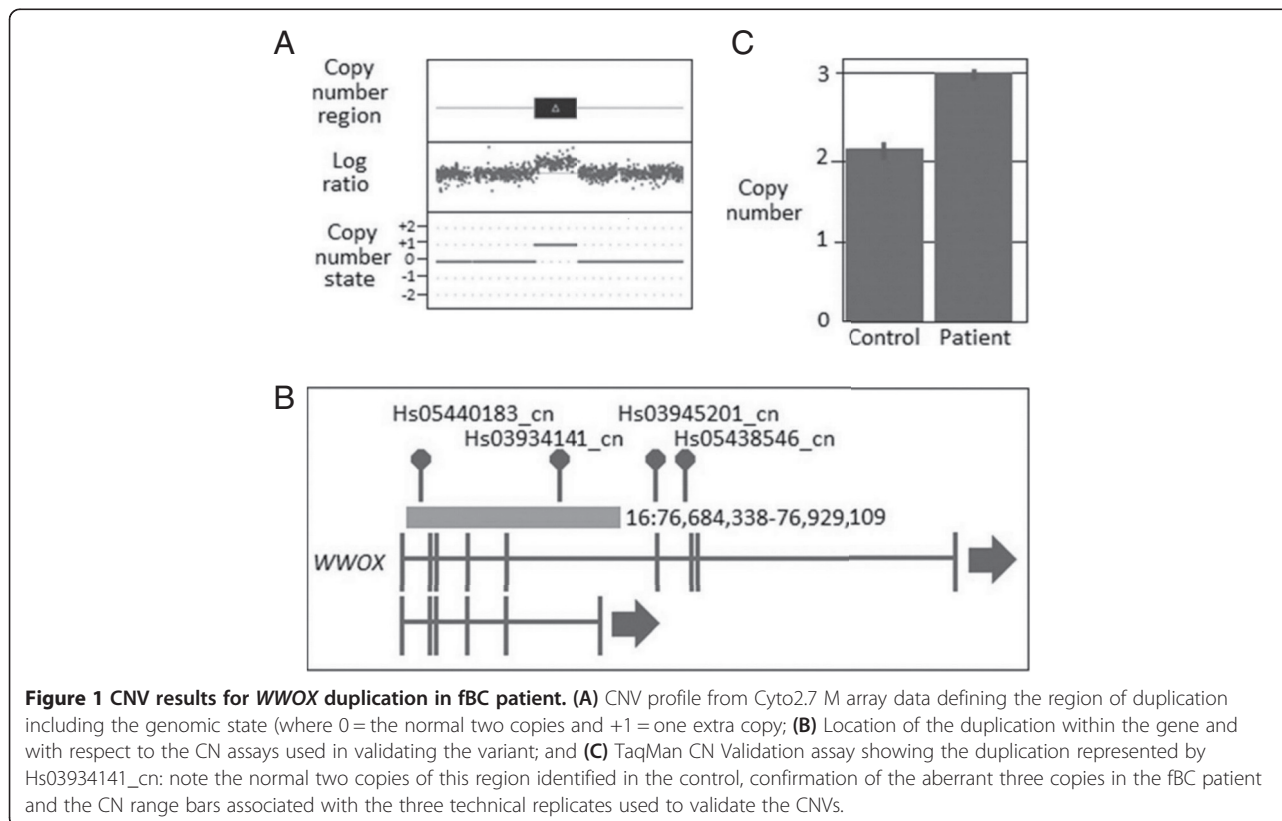 A
Copy
number
region
Log
ratio
Copy
number
state
+2
+1
0
-1
-2
C
3
2
1
0
Copy
number
Control Patient
B
Hs05440183_cn Hs03945201_cn
Hs03934141_cn Hs05438546_cn
16:76,684,338-76,929,109
WWOX
Figure 1 CNV results for WWOX duplication in fBC patient. (A) CNV profile from Cyto2.7 M array data defining the region of duplication
including the genomic state (where 0 = the normal two copies and +1 = one extra copy; (B) Location of the duplication within the gene and
with respect to the CN assays used in validating the variant; and (C) TaqMan CN Validation assay showing the duplication represented by
Hs03934141_cn: note the normal two copies of this region identified in the control, confirmation of the aberrant three copies in the fBC patient
and the CN range bars associated with the three technical replicates used to validate the CNVs.